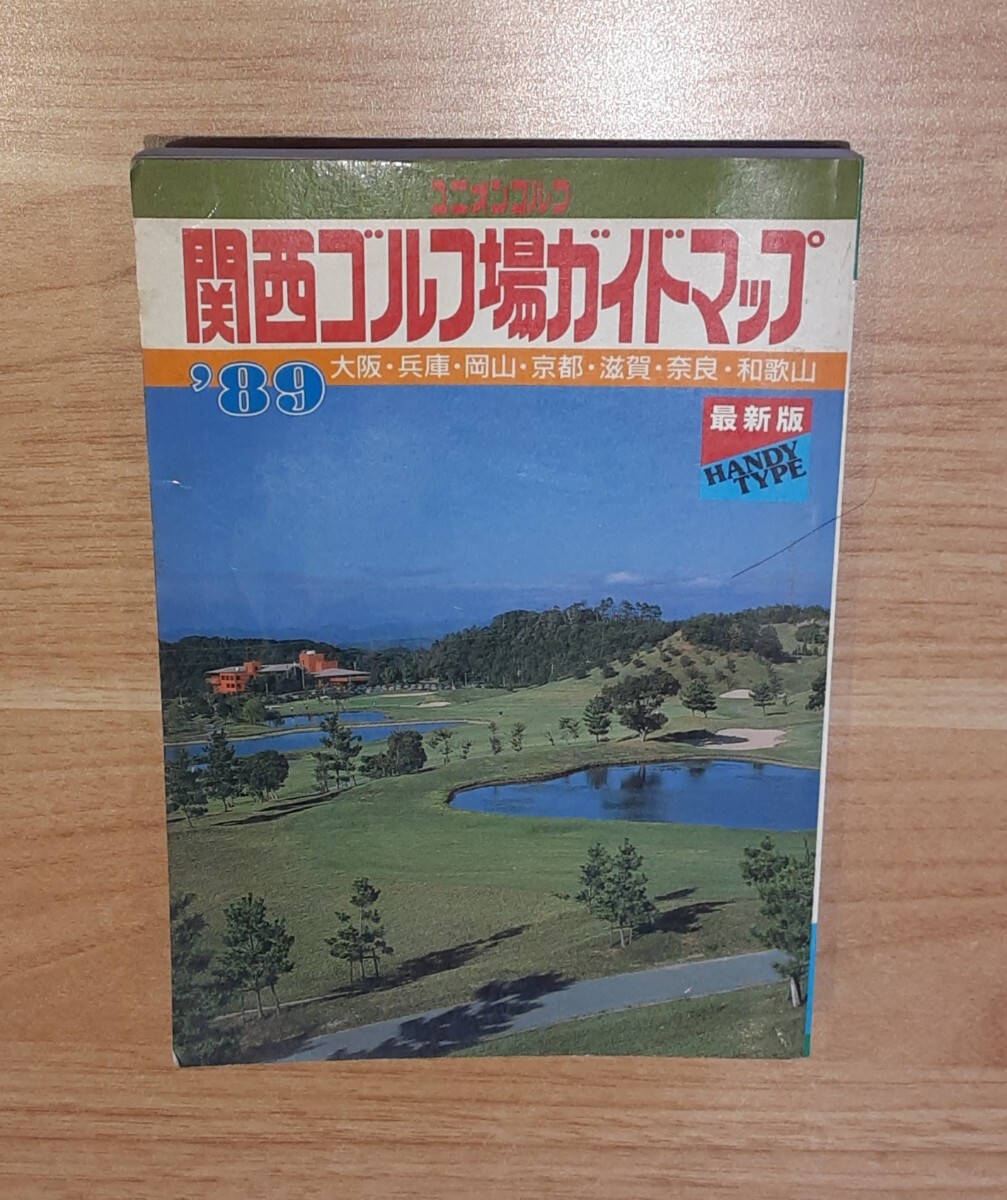 ユニオンゴルフ
関西ゴルフ場ガイドマップ
'89
大阪・兵庫・岡山・京都・滋賀・奈良・和歌山
最新版
HANDY
TYPE